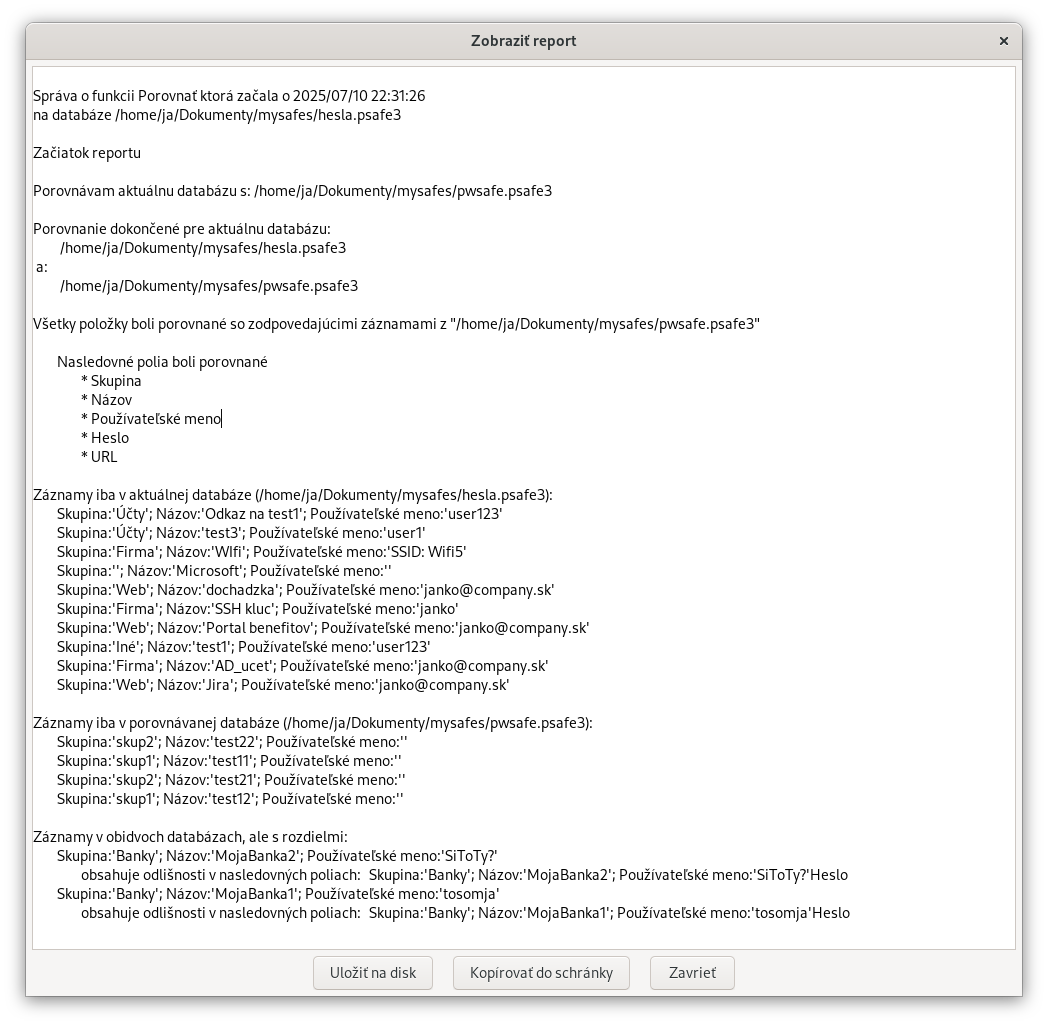 Zobraziť report
×
Správa o funkcii Porovnať ktorá začala o 2025/07/10 22:31:26
na databáze /home/ja/Dokumenty/mysafes/hesla.psafe3
Začiatok reportu
Porovnávam aktuálnu databázu s: /home/ja/Dokumenty/mysafes/pwsafe.psafe3
Porovnanie dokončené pre aktuálnu databázu:
/home/ja/Dokumenty/mysafes/hesla.psafe3
a:
/home/ja/Dokumenty/mysafes/pwsafe.psafe3
Všetky položky boli porovnané so zodpovedajúcimi záznamami z "/home/ja/Dokumenty/mysafes/pwsafe.psafe3"
Nasledovné polia boli porovnané
* Skupina
* Názov
* Používateľské meno
* Heslo
* URL
Záznamy iba v aktuálnej databáze (/home/ja/Dokumenty/mysafes/hesla.psafe3):
Skupina:'Účty'; Názov:'Odkaz na test1'; Používateľské meno:'user123'
Skupina:'Účty'; Názov:'test3'; Používateľské meno:'user1'
Skupina:'Firma'; Názov:'WIfi'; Používateľské meno:'SSID: Wifi5'
Skupina:''; Názov:'Microsoft'; Používateľské meno:''
Skupina:'Web'; Názov:'dochadzka'; Používateľské meno:'janko@company.sk'
Skupina:'Firma'; Názov:'SSH kluc'; Používateľské meno:'janko'
Skupina:'Web'; Názov:'Portal benefitov'; Používateľské meno:'janko@company.sk'
Skupina:'Iné'; Názov:'test1'; Používateľské meno:'user123'
Skupina:'Firma'; Názov:'AD_ucet'; Používateľské meno:'janko@company.sk'
Skupina:'Web'; Názov:'Jira'; Používateľské meno:'janko@company.sk'
Záznamy iba v porovnávanej databáze (/home/ja/Dokumenty/mysafes/pwsafe.psafe3):
Skupina:'skup2'; Názov:'test22'; Používateľské meno:''
Skupina:'skup1'; Názov:'test11'; Používateľské meno:''
Skupina:'skup2'; Názov:'test21'; Používateľské meno:''
Skupina:'skup1'; Názov:'test12'; Používateľské meno:''
Záznamy v obidvoch databázach, ale s rozdielmi:
Skupina:'Banky'; Názov:'MojaBanka2'; Používateľské meno:'SiToTy?'
obsahuje odlišnosti v nasledovných poliach:  Skupina:'Banky'; Názov:'MojaBanka2'; Používateľské meno:'SiToTy?'Heslo
Skupina:'Banky'; Názov:'MojaBanka1'; Používateľské meno:'tosomja'
obsahuje odlišnosti v nasledovných poliach:  Skupina:'Banky'; Názov:'MojaBanka1'; Používateľské meno:'tosomja'Heslo
Uložiť na disk
Kopírovať do schránky
Zavrieť